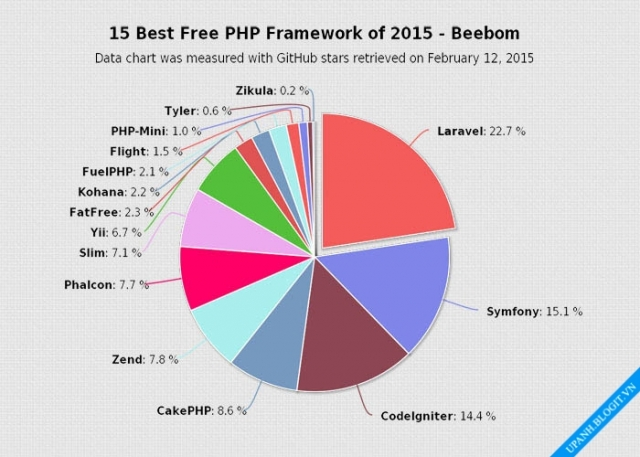 15 Best Free PHP Framework of 2015 - Beebom
Data chart was measured with GitHub stars retrieved on February 12, 2015
Zikula: 0.2 %
Tyler: 0.6 %
PHP-Mini: 1.0 %
Laravel: 22.7 %
Flight: 1.5 %
FuelPHP: 2.1 %
Kohana: 2.2 %
FatFree: 2.3 %
Yii: 6.7 %
Slim: 7.1 %
Phalcon: 7.7 %
Symfony: 15.1 %
Zend: 7.8 %
CakePHP: 8.6 %
CodeIgniter: 14.4 %
UPANH.BLOGIT.VN